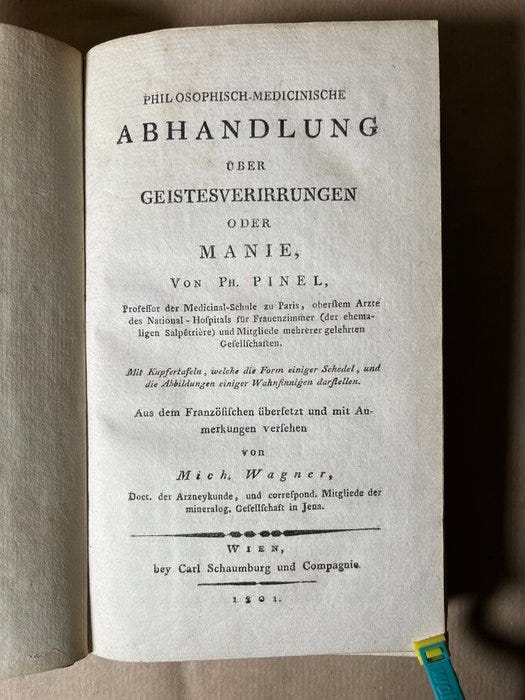 PHILOSOPHISCH-MEDICINISCHE
ABHANDLUNG
ÜBER
GEISTESVERIRRUNGEN
ODER
MANIE,
VON PH. PINEL,
Profeſſor der Medicinal-Schule zu Paris, oberſtem Arzte
des National-Hoſpitals für Frauenzimmer (der ehema-
ligen Salpêtrière) und Mitgliede mehrerer gelehrten
Geſellſchaften.
Mit Kupfertafeln, welche die Form einiger Schedel, und
die Abbildungen einiger Wahnſinnigen darſtellen.
Aus dem Franzöſiſchen überſetzt und mit An-
merkungen verſehen
von
Mich. Wagner,
Doct. der Arzneykunde, und correſpond. Mitgliede der
mineralog. Geſellſchaft in Jena.
WIEN,
bey Carl Schaumburg und Compagnie.
1801.